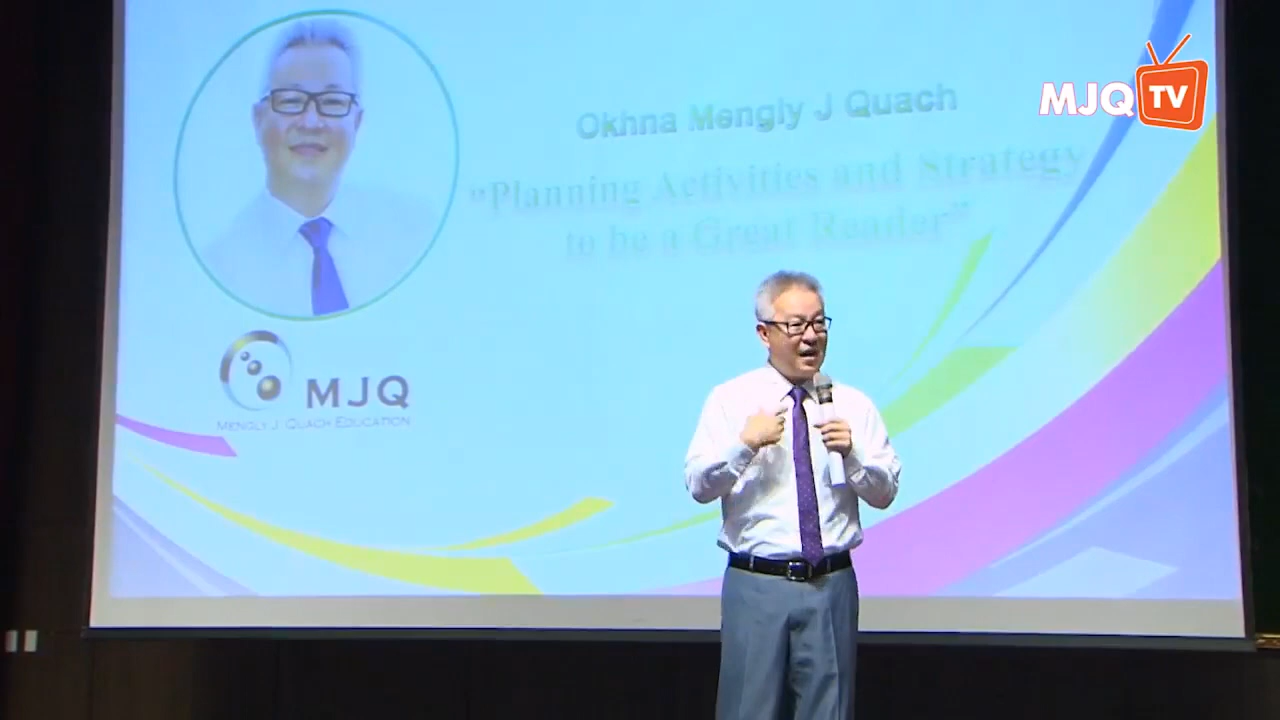 MJQ TV
Okhna Mengly J Quach
"Planning Activities and Strategy
to be a Great Reader"
MJQ
MENGLY J. QUACH EDUCATION